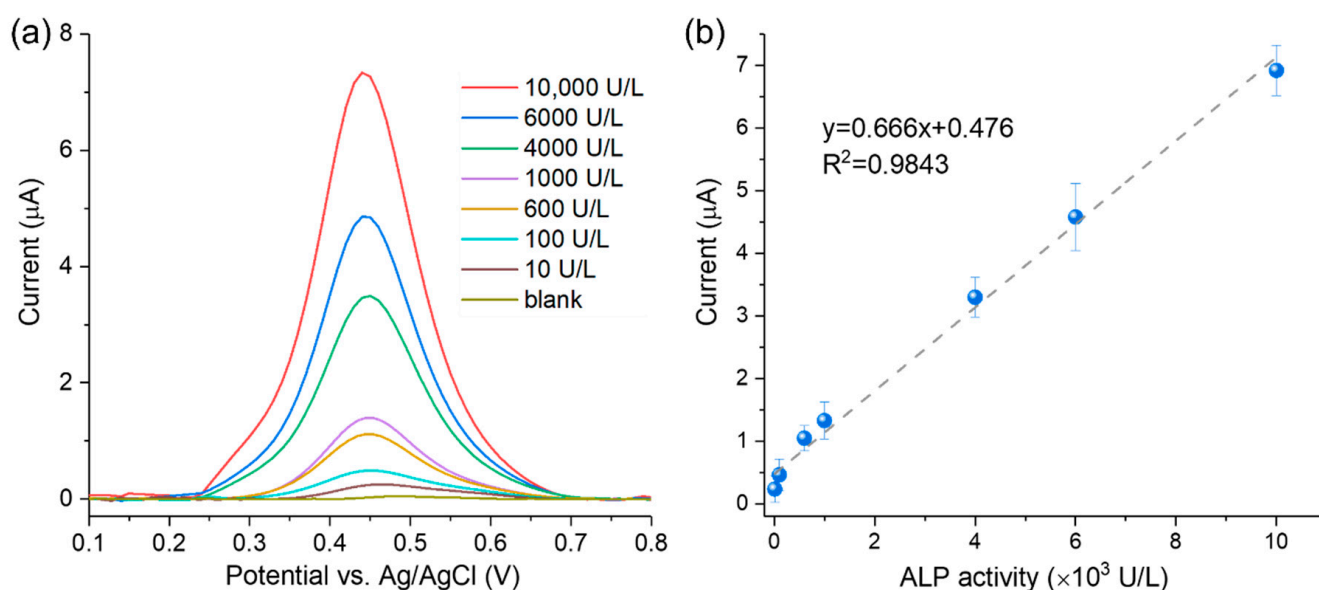 (a)
8
6
4
2
0
Current (μA)
10,000 U/L
6000 U/L
4000 U/L
1000 U/L
600 U/L
100 U/L
10 U/L
blank
0.1 0.2 0.3 0.4 0.5 0.6 0.7 0.8
Potential vs. Ag/AgCl (V)
(b)
7
6
5
4
3
2
1
0
Current (μA)
y=0.666x+0.476
R²=0.9843
0 2 4 6 8 10
ALP activity (×10³ U/L)